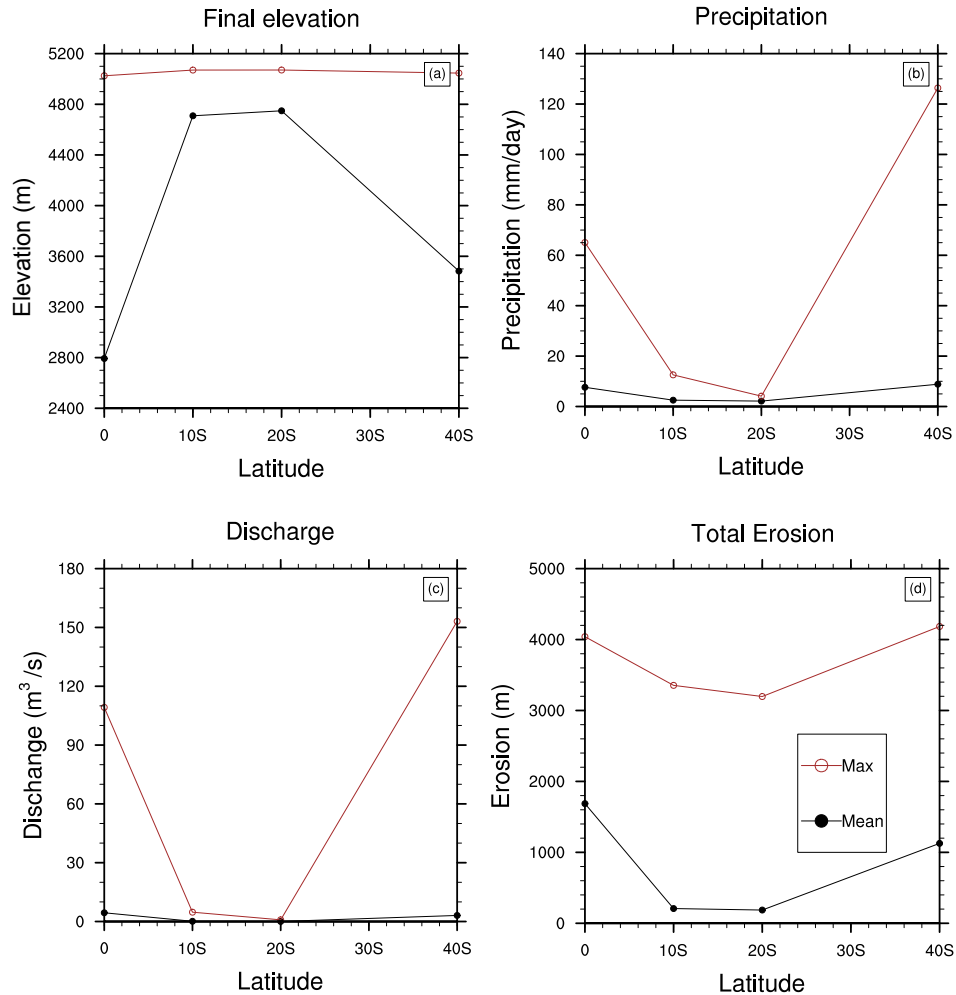 Final elevation
(a)
5200
4800
4400
4000
3600
3200
2800
2400
Elevation (m)
0 10S 20S 30S 40S
Latitude
Precipitation
(b)
140
120
100
80
60
40
20
0
Precipitation (mm/day)
0 10S 20S 30S 40S
Latitude
Discharge
(c)
180
150
120
90
60
30
0
Dischange (m³ /s)
0 10S 20S 30S 40S
Latitude
Total Erosion
(d)
5000
4000
3000
2000
1000
0
Erosion (m)
Max
Mean
0 10S 20S 30S 40S
Latitude